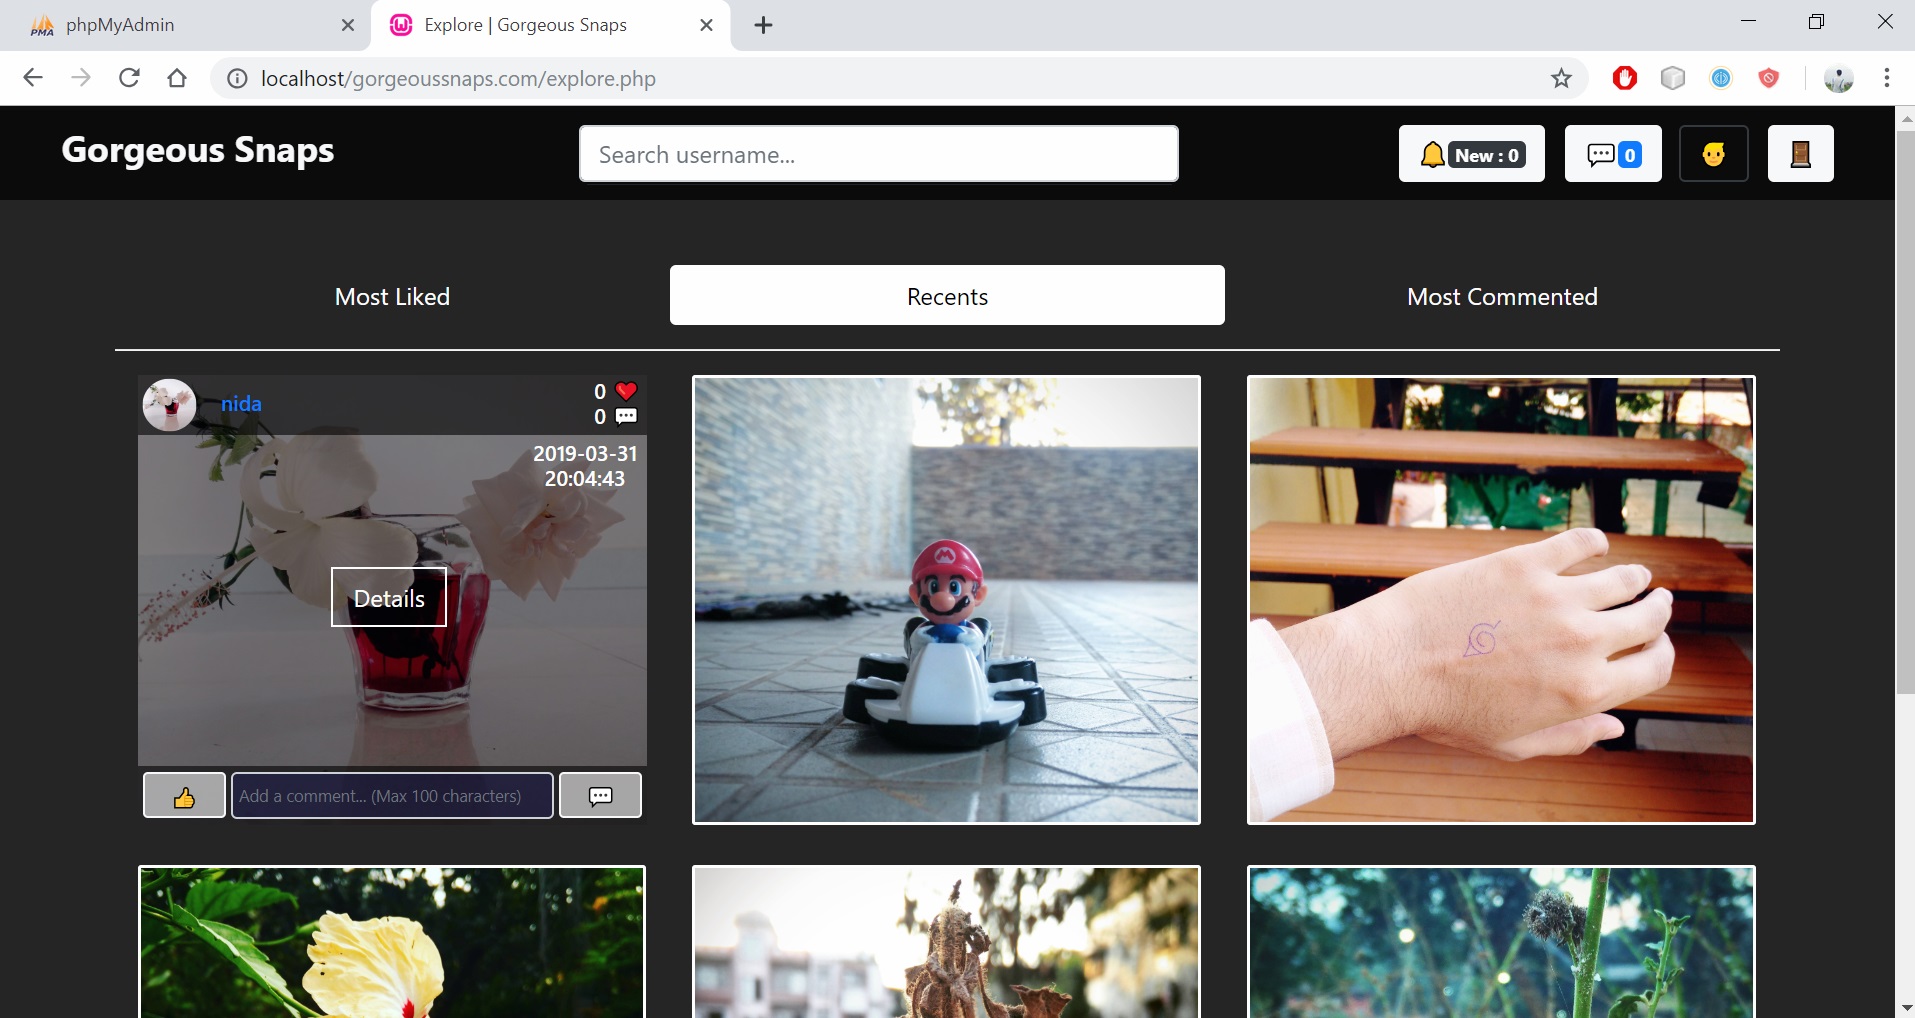 phpMyAdmin
Explore | Gorgeous Snaps
localhost/gorgeoussnaps.com/explore.php
Gorgeous Snaps
Search username...
New : 0
0
Most Liked
Recents
Most Commented
nida
0
0
2019-03-31
20:04:43
Details
Add a comment... (Max 100 characters)
PMA
M